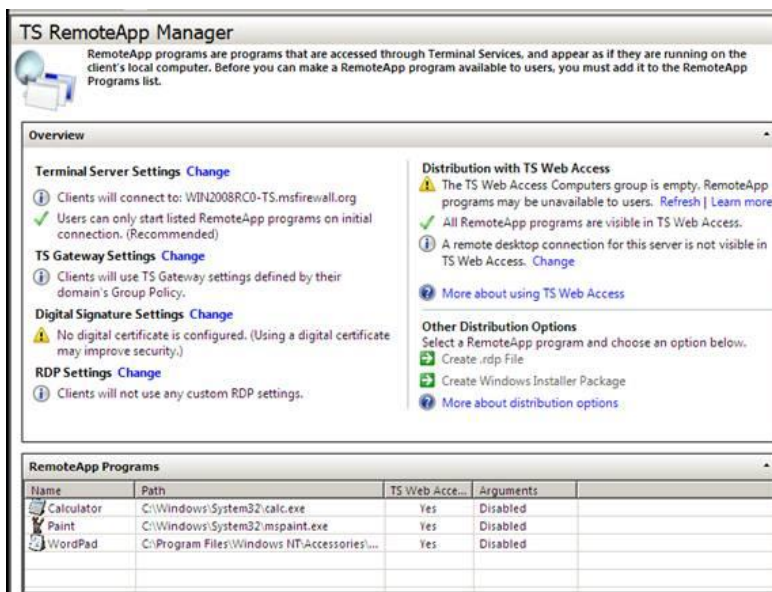 TS RemoteApp Manager
RemoteApp programs are programs that are accessed through Terminal Services, and appear as if they are running on the
client's local computer. Before you can make a RemoteApp program available to users, you must add it to the RemoteApp
Programs list.
Overview
Terminal Server Settings Change
Clients will connect to: WIN2008RC0-TS.msfirewall.org
Users can only start listed RemoteApp programs on initial
connection. (Recommended)
TS Gateway Settings Change
Clients will use TS Gateway settings defined by their
domain's Group Policy.
Digital Signature Settings Change
No digital certificate is configured. (Using a digital certificate
may improve security.)
RDP Settings Change
Clients will not use any custom RDP settings.
Distribution with TS Web Access
The TS Web Access Computers group is empty. RemoteApp
programs may be unavailable to users. Refresh | Learn more
All RemoteApp programs are visible in TS Web Access.
A remote desktop connection for this server is not visible in
TS Web Access. Change
More about using TS Web Access
Other Distribution Options
Select a RemoteApp program and choose an option below.
Create .rdp File
Create Windows Installer Package
More about distribution options
RemoteApp Programs
Name Path TS Web Acce... Arguments
Calculator C:\Windows\System32\calc.exe Yes Disabled
Paint C:\Windows\System32\mspaint.exe Yes Disabled
WordPad C:\Program Files\Windows NT\Accessories\... Yes Disabled